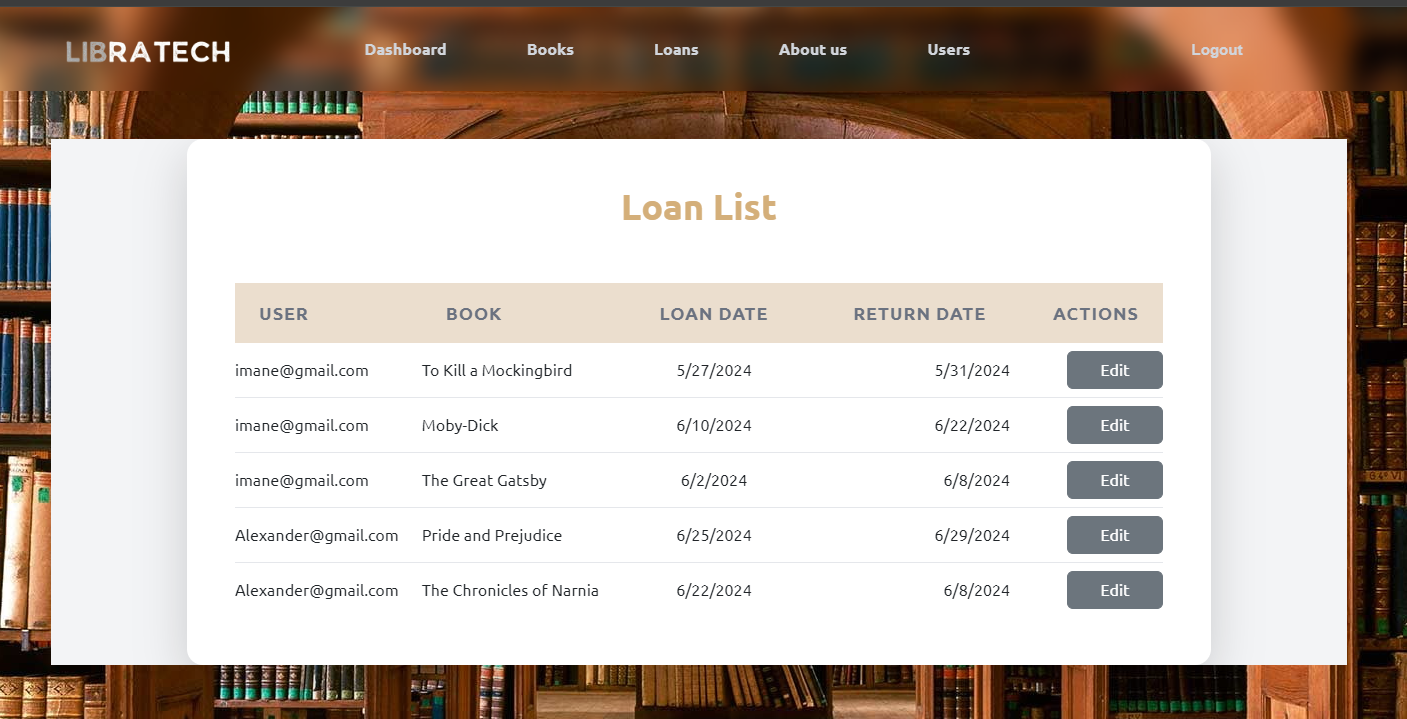 LIBRATECH Dashboard Books Loans About us Users Logout
Loan List
USER BOOK LOAN DATE RETURN DATE ACTIONS
imane@gmail.com To Kill a Mockingbird 5/27/2024 5/31/2024 Edit
imane@gmail.com Moby-Dick 6/10/2024 6/22/2024 Edit
imane@gmail.com The Great Gatsby 6/2/2024 6/8/2024 Edit
Alexander@gmail.com Pride and Prejudice 6/25/2024 6/29/2024 Edit
Alexander@gmail.com The Chronicles of Narnia 6/22/2024 6/8/2024 Edit